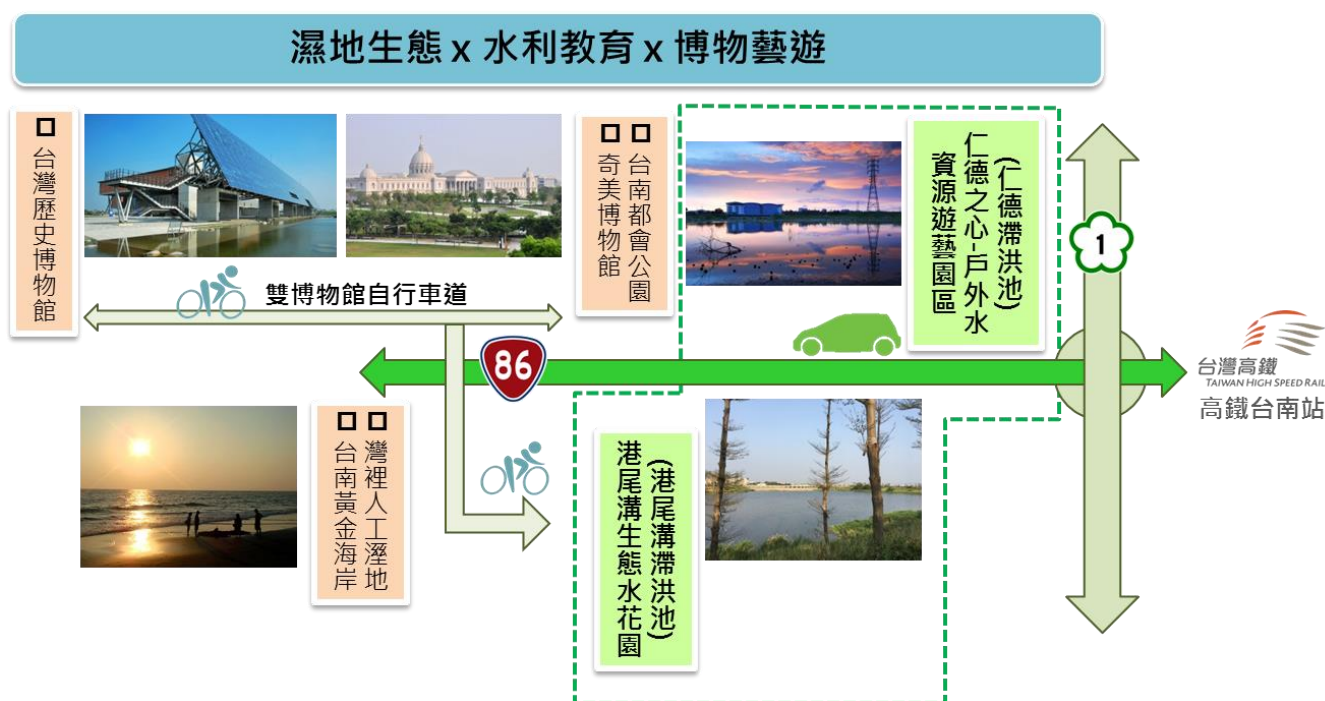 濕地生態 x 水利教育 x 博物藝遊
台灣歷史博物館
台南都會公園
奇美博物館
(仁德滯洪池)
仁德之心-戶外水
資源遊藝園區
1
雙博物館自行車道
86
台灣高鐵
TAIWAN HIGH SPEED RAIL
高鐵台南站
灣裡人工溼地
台南黃金海岸
(港尾溝滯洪池)
港尾溝生態水花園